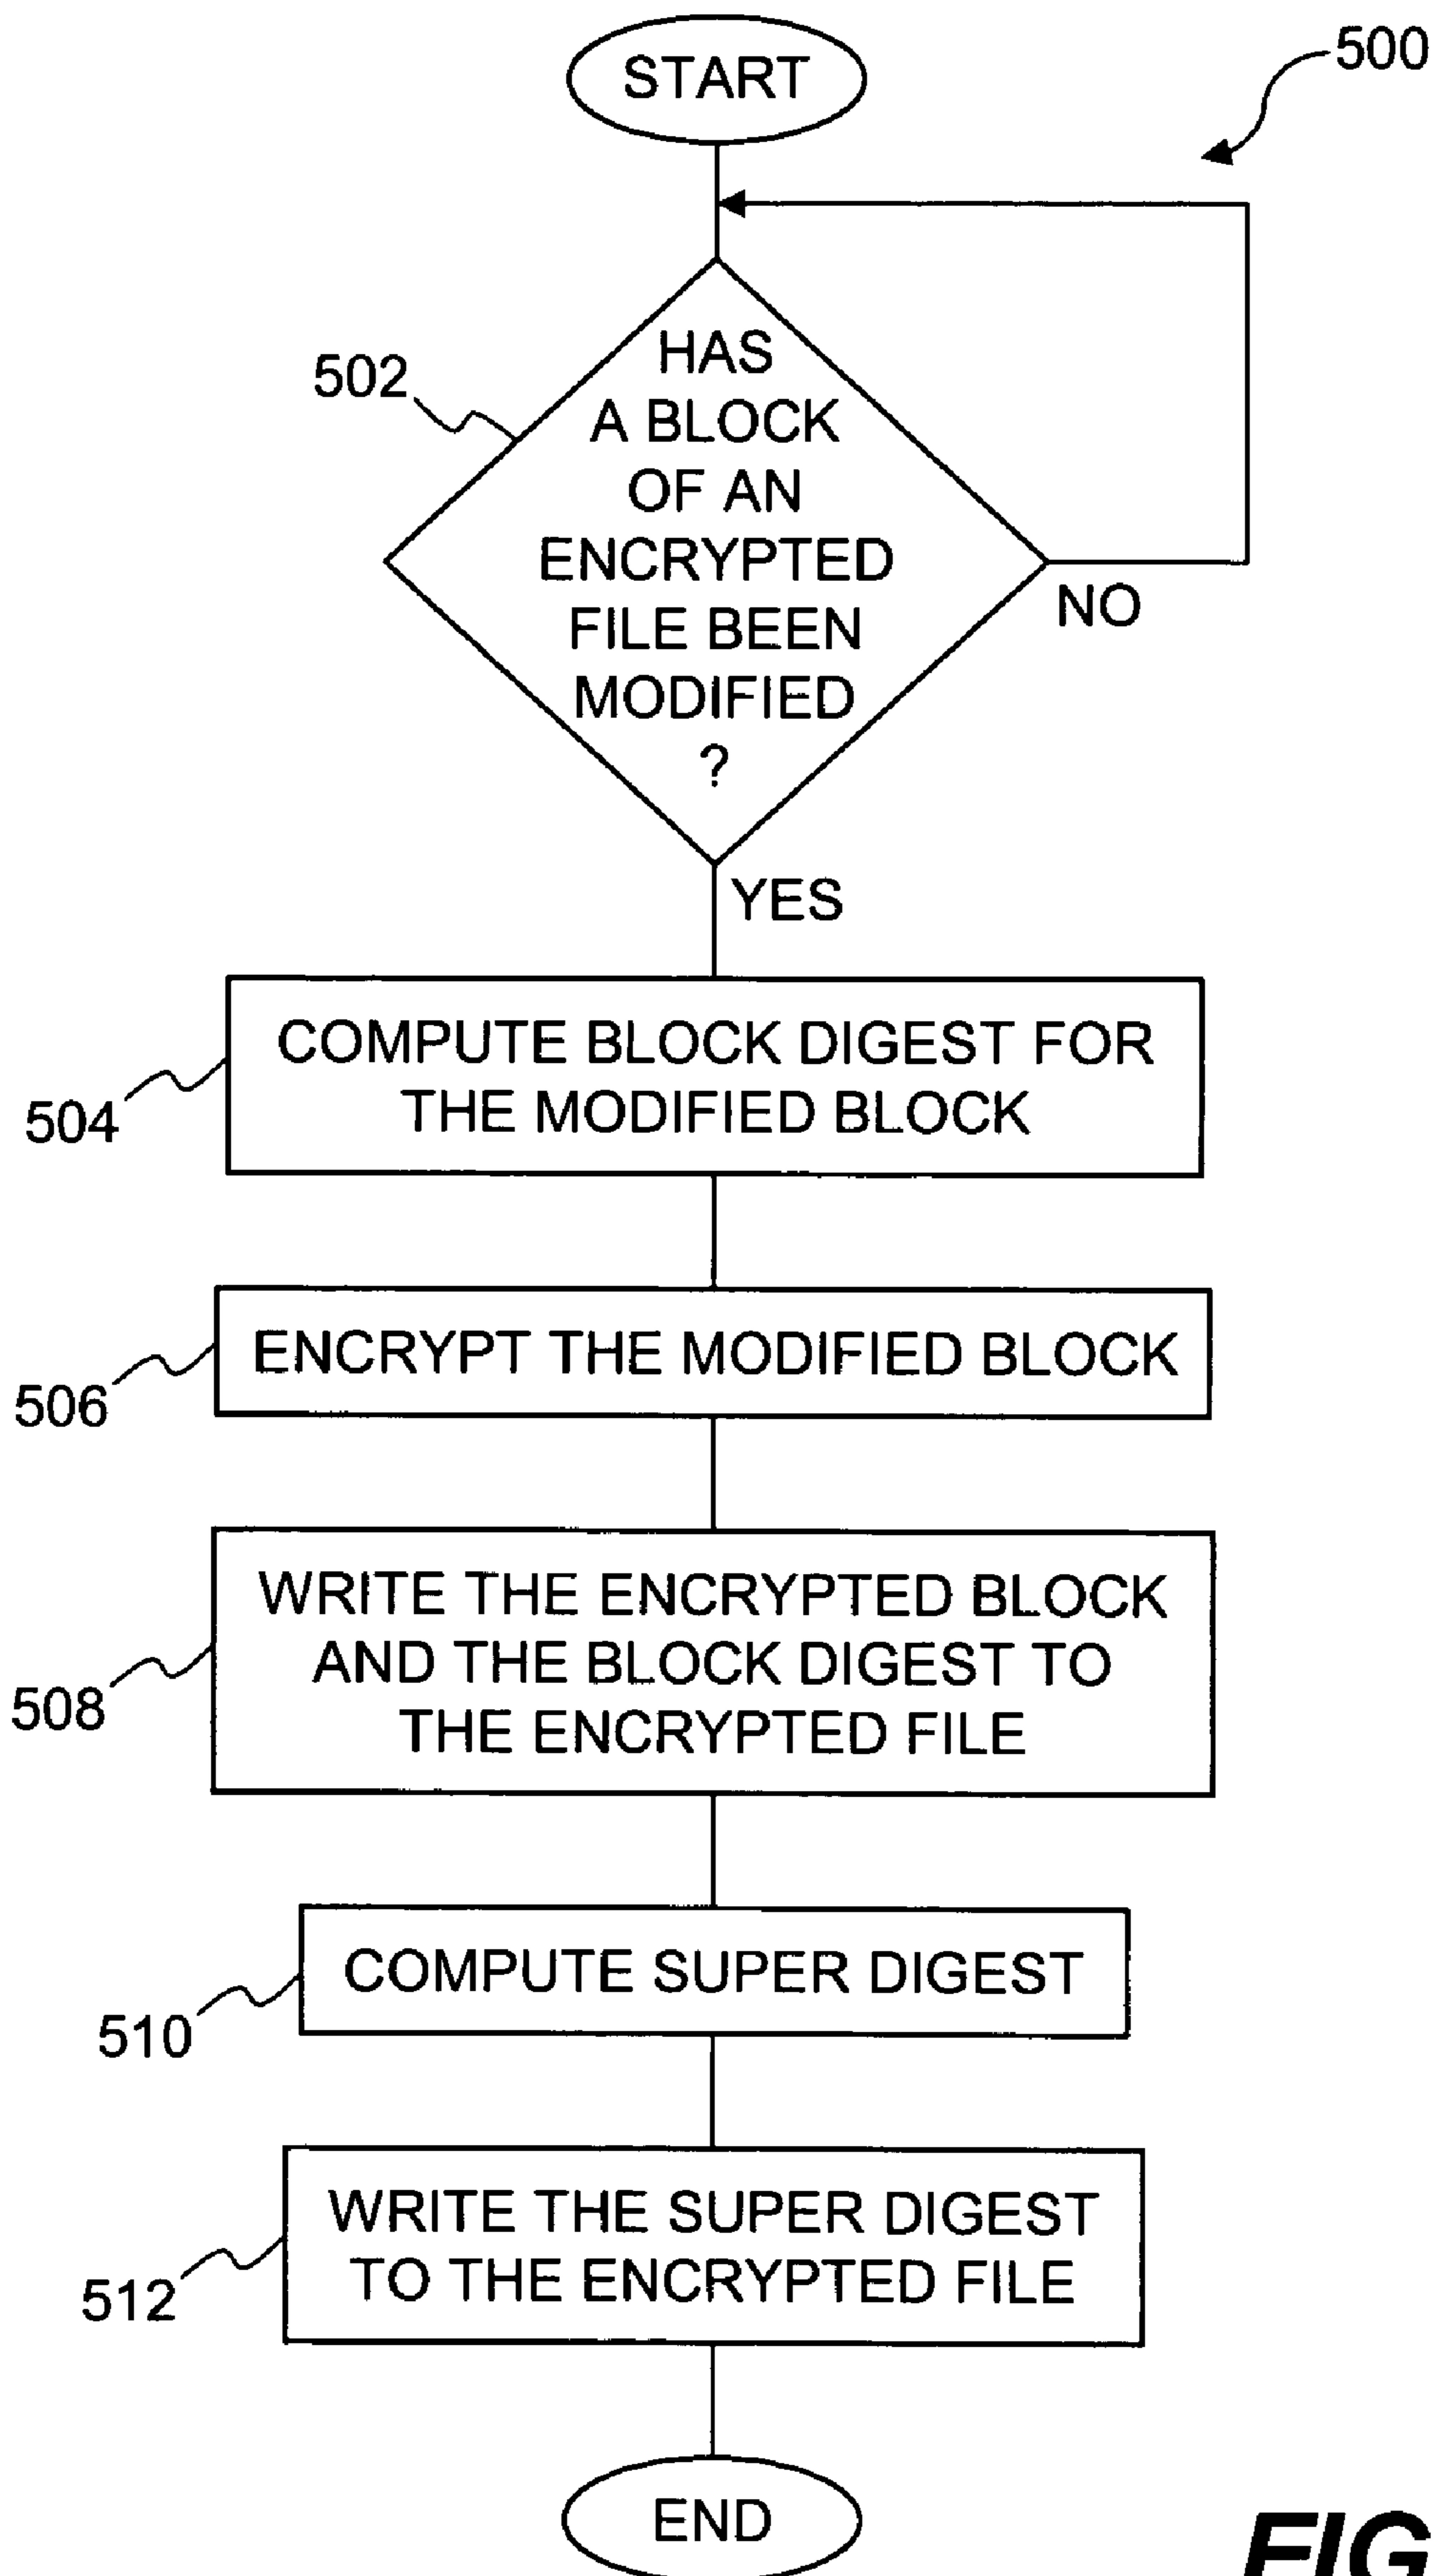 START
500
502
HAS
A BLOCK
OF AN
ENCRYPTED
FILE BEEN
MODIFIED
?
NO
YES
COMPUTE BLOCK DIGEST FOR
THE MODIFIED BLOCK
504
ENCRYPT THE MODIFIED BLOCK
506
WRITE THE ENCRYPTED BLOCK
AND THE BLOCK DIGEST TO
THE ENCRYPTED FILE
508
COMPUTE SUPER DIGEST
510
WRITE THE SUPER DIGEST
TO THE ENCRYPTED FILE
512
END
FIG